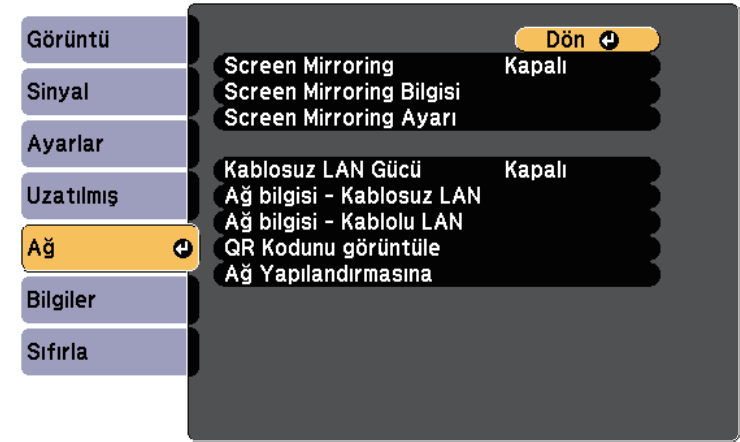 Görüntü
Sinyal
Ayarlar
Uzatılmış
Ağ
Bilgiler
Sıfırla
Dön
Screen Mirroring Kapalı
Screen Mirroring Bilgisi
Screen Mirroring Ayarı
Kablosuz LAN Gücü Kapalı
Ağ bilgisi - Kablosuz LAN
Ağ bilgisi - Kablolu LAN
QR Kodunu görüntüle
Ağ Yapılandırmasına